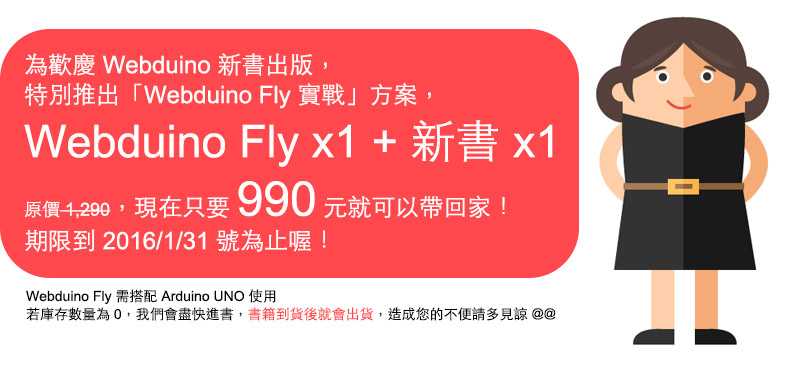 為歡慶 Webduino 新書出版，
特別推出「Webduino Fly 實戰」方案，
Webduino Fly x1 + 新書 x1
原價 1,290，現在只要 990 元就可以帶回家！
期限到 2016/1/31 號為止喔！
Webduino Fly 需搭配 Arduino UNO 使用
若庫存數量為 0，我們會盡快進書，書籍到貨後就會出貨，造成您的不便請多見諒 @@